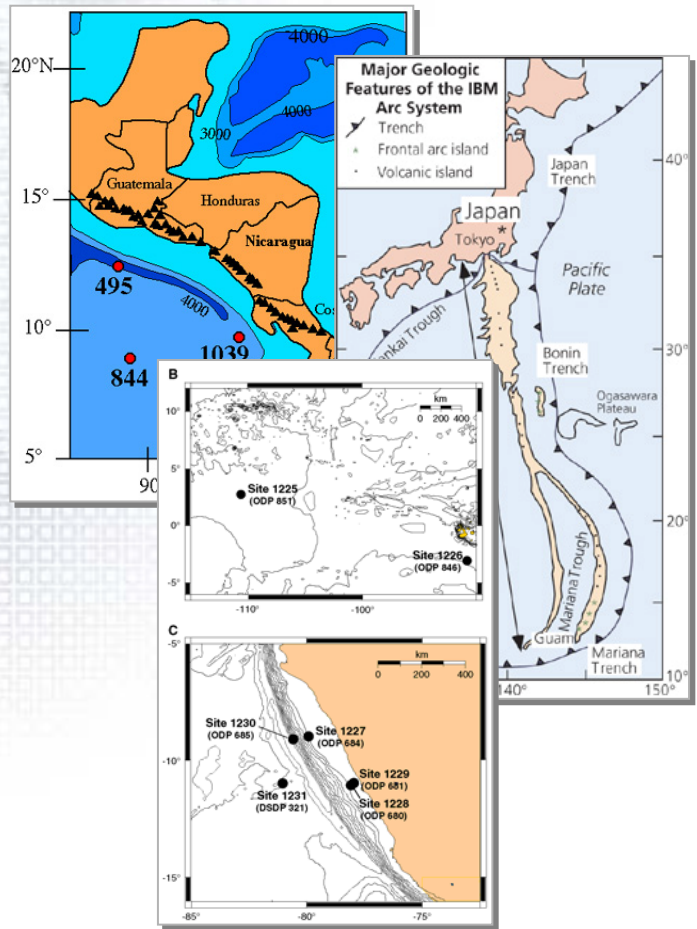 4000
20°N
4000
3000
Guatemala
15°
Honduras
Nicaragua
495
4000
10°
1039
844
5°
90
Major Geologic
Features of the IBM
Arc System
Trench
Frontal arc island
Volcanic island
Japan
Trench
40°
Japan
Tokyo
Pacific
Plate
Trough
30°
Bonin
Trench
Ogasawara
Plateau
20°
Mariana Trough
Guam
Mariana
Trench
10°
140°
150°
B
10°
km
0 200 400
5°
Site 1225
(ODP 851)
0°
Site 1226
(ODP 846)
-5°
-110°
-100°
C
-5°
km
0 200 400
Site 1230
(ODP 685)
Site 1227
(ODP 684)
-10°
Site 1229
(ODP 681)
Site 1231
(DSDP 321)
Site 1228
(ODP 680)
-15°
-85°
-80°
-75°